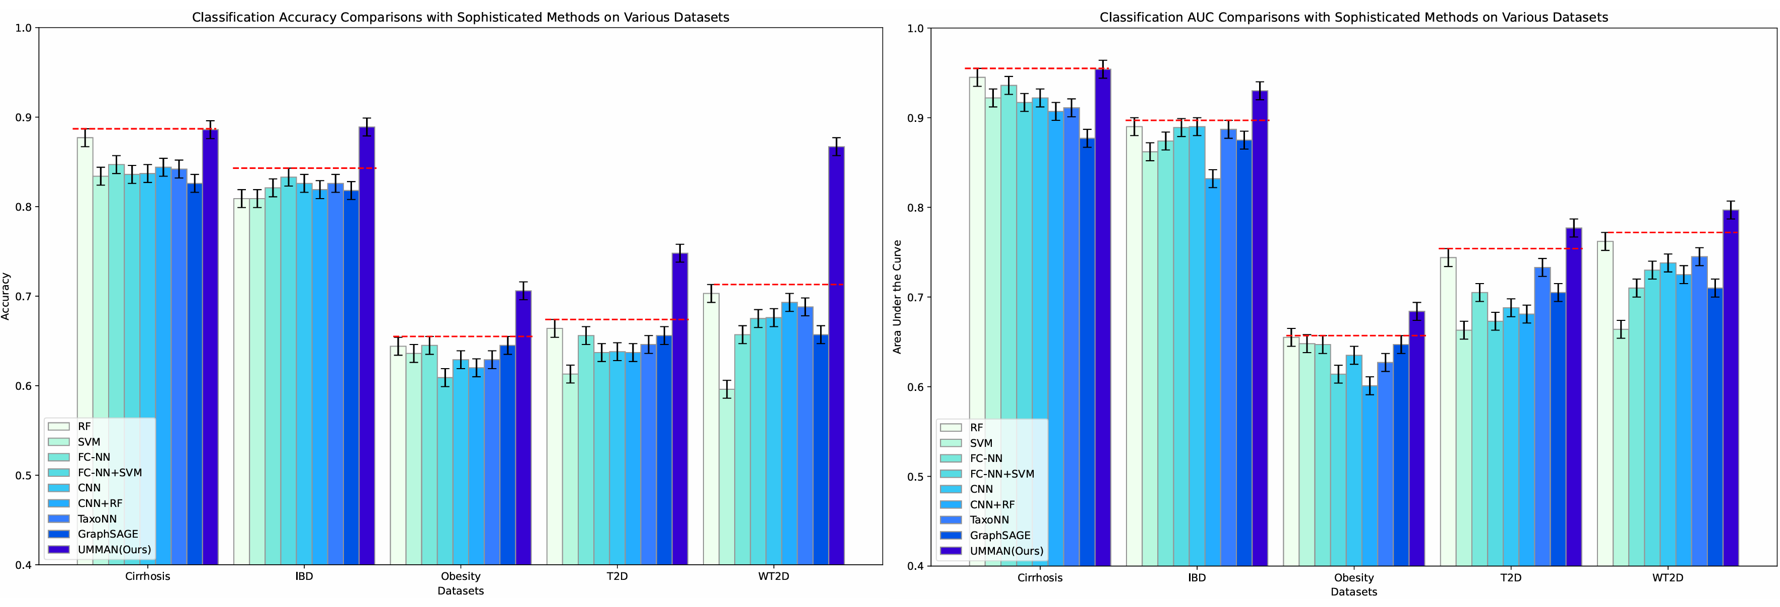 Classification Accuracy Comparisons with Sophisticated Methods on Various Datasets
1.0
0.9
0.8
0.7
0.6
0.5
0.4
Accuracy
RF
SVM
FC-NN
FC-NN+SVM
CNN
CNN+RF
TaxoNN
GraphSAGE
UMMAN(Ours)
Cirrhosis
IBD
Obesity
T2D
WT2D
Datasets
Classification AUC Comparisons with Sophisticated Methods on Various Datasets
1.0
0.9
0.8
0.7
0.6
0.5
0.4
Area Under the Curve
RF
SVM
FC-NN
FC-NN+SVM
CNN
CNN+RF
TaxoNN
GraphSAGE
UMMAN(Ours)
Cirrhosis
IBD
Obesity
T2D
WT2D
Datasets